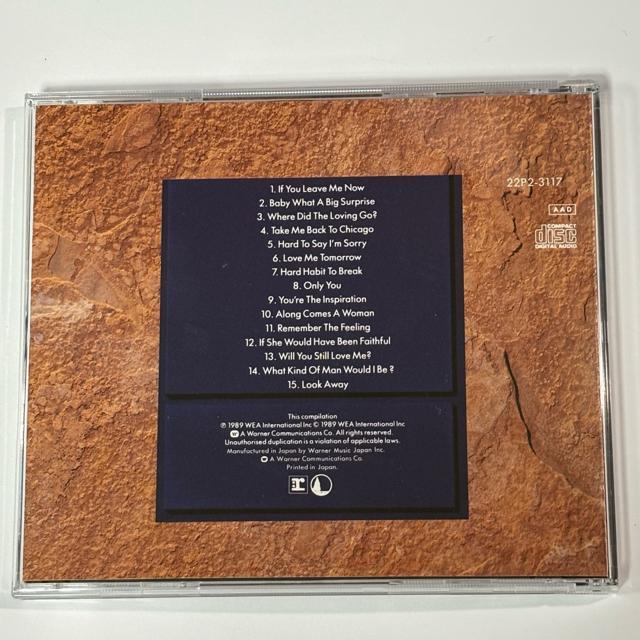 22P2-3117
AAD
COMPACT
disc
DIGITAL AUDIO
1. If You Leave Me Now
2. Baby What A Big Surprise
3. Where Did The Loving Go?
4. Take Me Back To Chicago
5. Hard To Say I'm Sorry
6. Love Me Tomorrow
7. Hard Habit To Break
8. Only You
9. You're The Inspiration
10. Along Comes A Woman
11. Remember The Feeling
12. If She Would Have Been Faithful
13. Will You Still Love Me?
14. What Kind Of Man Would I Be ?
15. Look Away
This compilation
℗ 1989 WEA International Inc © 1989 WEA International Inc
A Warner Communications Co. All rights reserved.
Unauthorised duplication is a violation of applicable laws.
Manufactured in Japan by Warner Music Japan Inc.
A Warner Communications Co.
Printed in Japan.